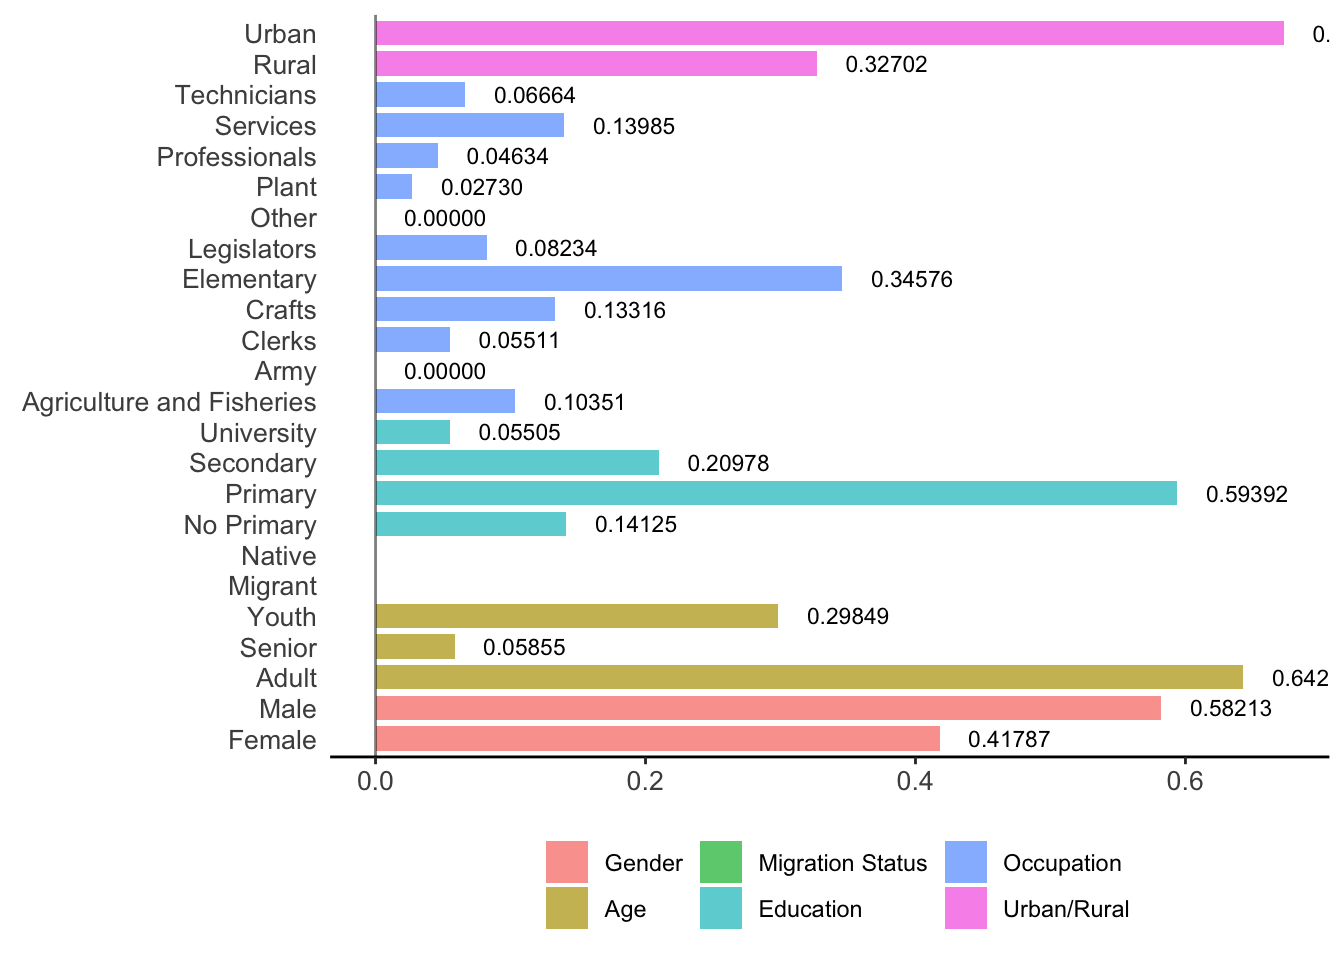 Urban 0.
Rural 0.32702
Technicians 0.06664
Services 0.13985
Professionals 0.04634
Plant 0.02730
Other 0.00000
Legislators 0.08234
Elementary 0.34576
Crafts 0.13316
Clerks 0.05511
Army 0.00000
Agriculture and Fisheries 0.10351
University 0.05505
Secondary 0.20978
Primary 0.59392
No Primary 0.14125
Native
Migrant
Youth 0.29849
Senior 0.05855
Adult 0.642
Male 0.58213
Female 0.41787
0.0 0.2 0.4 0.6
Gender Migration Status Occupation
Age Education Urban/Rural